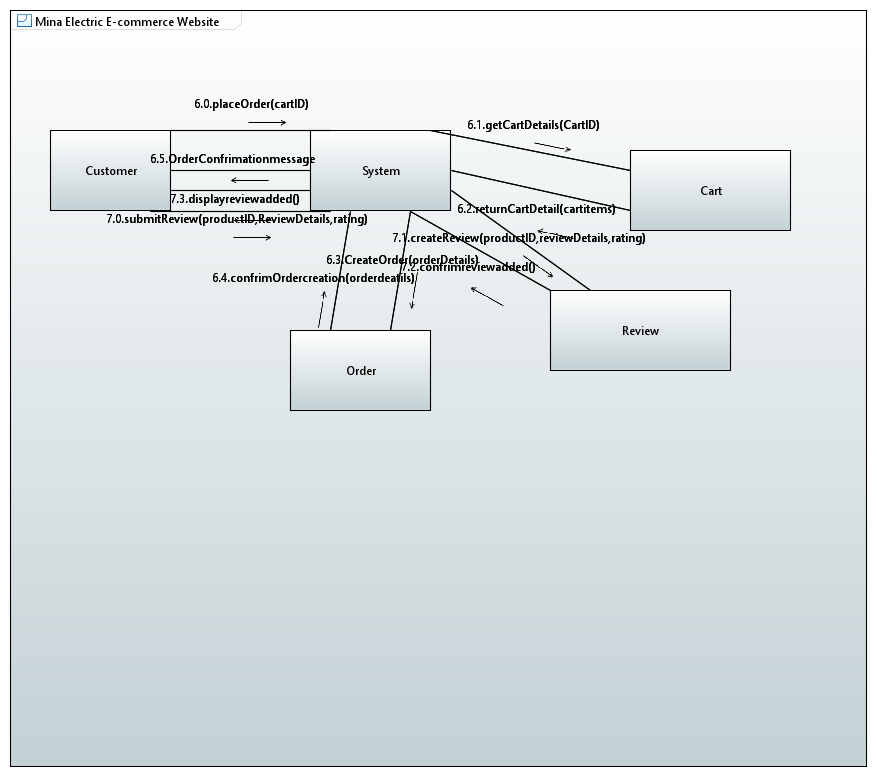 Mina Electric E-commerce Website
6.0.placeOrder(cartID)
6.1.getCartDetails(CartID)
6.5.OrderConfrimationmessage
Customer
System
Cart
7.3.displayreviewadded()
6.2.returnCartDetail(cartitems)
7.0.submitReview(productID,ReviewDetails,rating)
7.1.createReview(productID,reviewDetails,rating)
6.3.CreateOrder(orderDetails)
7.2.confrimreviewadded()
6.4.confrimOrdercreation(orderdeatils)
Review
Order